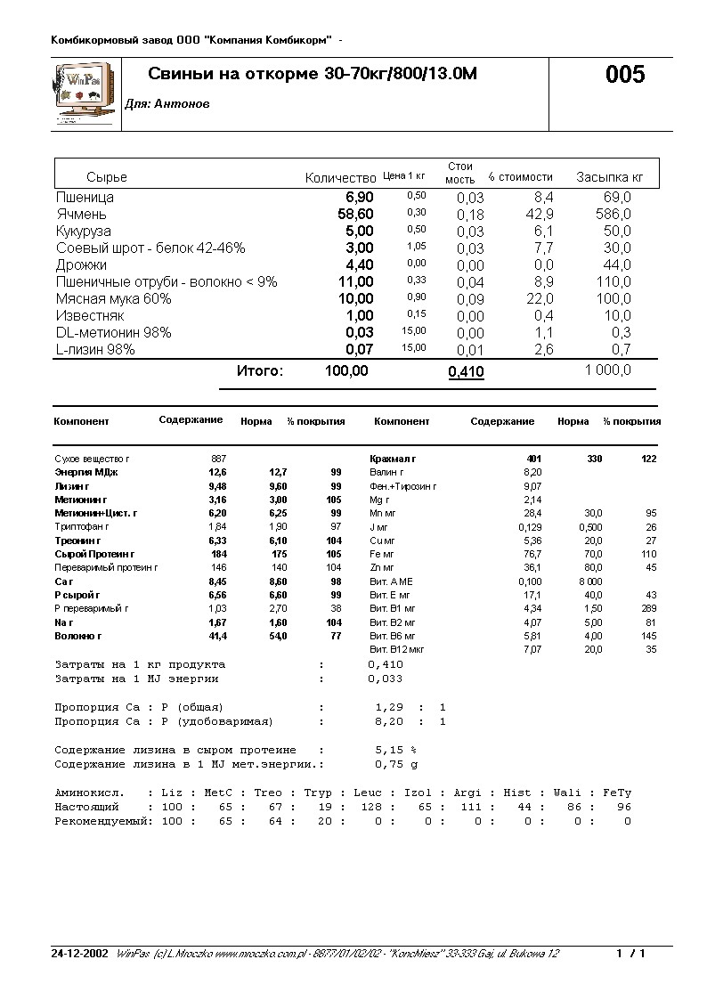 Комбикормовый завод ООО "Компания Комбикорм" -
WinPas
Свиньи на откорме 30-70кг/800/13.0М
005
Для: Антонов
Сырье Количество Цена 1 кг Стои мость % стоимости Засыпка кг
Пшеница 6,90 0,50 0,03 8,4 69,0
Ячмень 58,60 0,30 0,18 42,9 586,0
Кукуруза 5,00 0,50 0,03 6,1 50,0
Соевый шрот - белок 42-46% 3,00 1,05 0,03 7,7 30,0
Дрожжи 4,40 0,00 0,00 0,0 44,0
Пшеничные отруби - волокно < 9% 11,00 0,33 0,04 8,9 110,0
Мясная мука 60% 10,00 0,90 0,09 22,0 100,0
Известняк 1,00 0,15 0,00 0,4 10,0
DL-метионин 98% 0,03 15,00 0,00 1,1 0,3
L-лизин 98% 0,07 15,00 0,01 2,6 0,7
Итого: 100,00 0,410 1 000,0
Компонент Содержание Норма % покрытия Компонент Содержание Норма % покрытия
Сухое вещество г 887 Крахмал г 401 330 122
Энергия МДж 12,6 12,7 99 Валин г 8,20
Лизин г 9,48 9,60 99 Фен.+Тирозин г 9,07
Метионин г 3,16 3,00 105 Mg г 2,14
Метионин+Цист. г 6,20 6,25 99 Mn мг 28,4 30,0 95
Триптофан г 1,84 1,90 97 J мг 0,129 0,500 26
Треонин г 6,33 6,10 104 Cu мг 5,36 20,0 27
Сырой Протеин г 184 175 105 Fe мг 76,7 70,0 110
Переваримый протеин г 146 140 104 Zn мг 36,1 80,0 45
Ca г 8,45 8,60 98 Вит. A МЕ 0,100 8 000
P сырой г 6,56 6,60 99 Вит. E мг 17,1 40,0 43
P переваримый г 1,03 2,70 38 Вит. B1 мг 4,34 1,50 289
Na г 1,67 1,60 104 Вит. B2 мг 4,07 5,00 81
Волокно г 41,4 54,0 77 Вит. B6 мг 5,81 4,00 145
Вит. B12 мкг 7,07 20,0 35
Затраты на 1 кг продукта : 0,410
Затраты на 1 MJ энергии : 0,033
Пропорция Ca : P (общая) : 1,29 : 1
Пропорция Ca : P (удобоваримая) : 8,20 : 1
Содержание лизина в сыром протеине : 5,15 %
Содержание лизина в 1 MJ мет.энергии.: 0,75 g
Аминокисл. : Liz : MetC : Treo : Tryp : Leuc : Izol : Argi : Hist : Wali : FeTy
Настоящий : 100 : 65 : 67 : 19 : 128 : 65 : 111 : 44 : 86 : 96
Рекомендуемый: 100 : 65 : 64 : 20 : 0 : 0 : 0 : 0 : 0 : 0
24-12-2002 WinPas (c) L.Mroczko www.mroczko.com.pl - 8877/01/02/02 - "KoncMiesz" 33-333 Gaj, ul. Bukowa 12 1 / 1